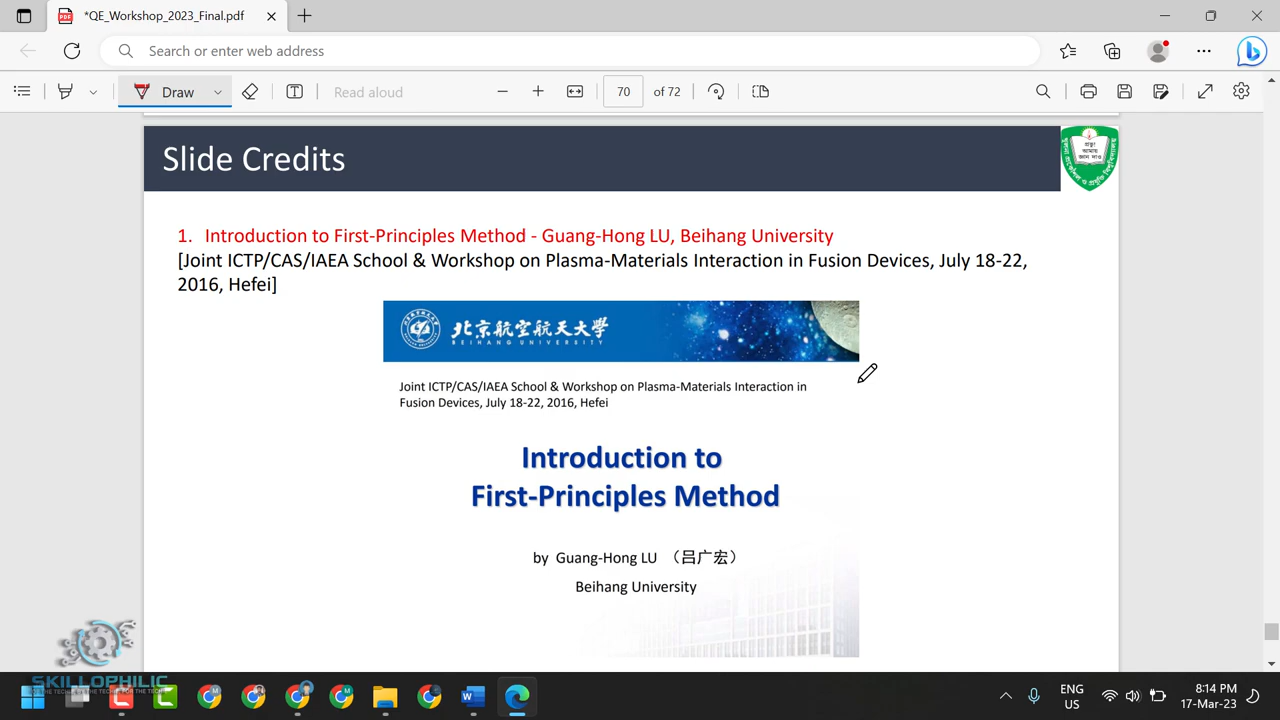 *QE_Workshop_2023_Final.pdf
Search or enter web address
Draw
Read aloud
70 of 72
Slide Credits
প্রভু!
আমায়
জ্ঞান দাও
1. Introduction to First-Principles Method - Guang-Hong LU, Beihang University
[Joint ICTP/CAS/IAEA School & Workshop on Plasma-Materials Interaction in Fusion Devices, July 18-22,
2016, Hefei]
北京航空航天大学
BEIHANG UNIVERSITY
Joint ICTP/CAS/IAEA School & Workshop on Plasma-Materials Interaction in
Fusion Devices, July 18-22, 2016, Hefei
Introduction to
First-Principles Method
by Guang-Hong LU （吕广宏）
Beihang University
SKILLOPHILIC
ENG
US
8:14 PM
17-Mar-23